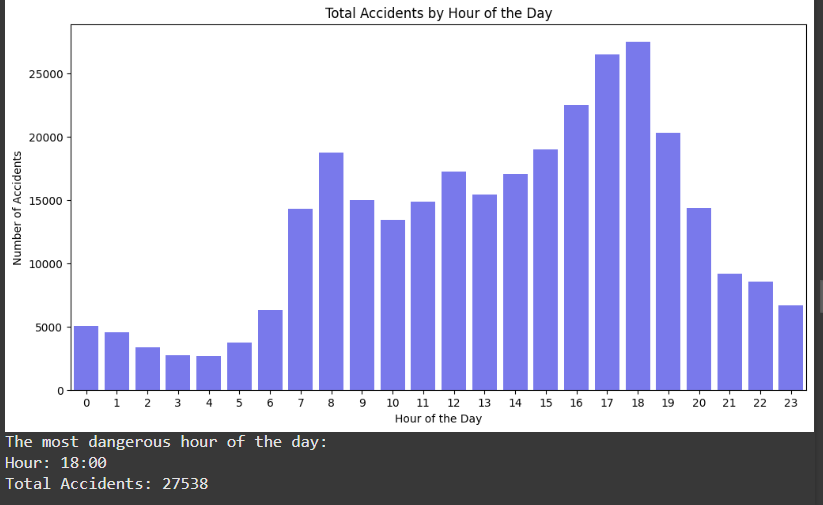 Total Accidents by Hour of the Day
25000
20000
15000
10000
5000
0
Number of Accidents
0 1 2 3 4 5 6 7 8 9 10 11 12 13 14 15 16 17 18 19 20 21 22 23
Hour of the Day
The most dangerous hour of the day:
Hour: 18:00
Total Accidents: 27538